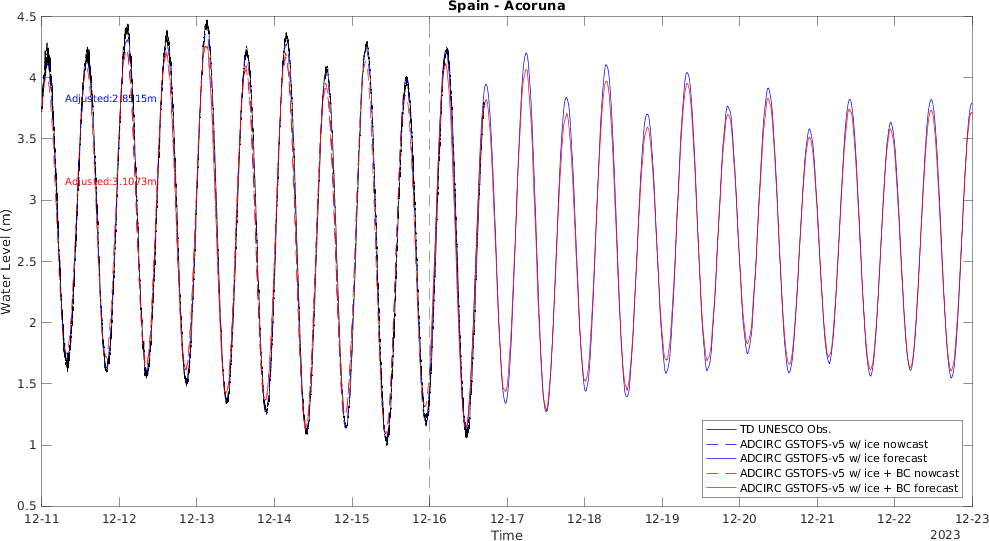 Spain - Acoruna
Water Level (m)
4.5
4
3.5
3
2.5
2
1.5
1
0.5
Adjusted:2.8515m
Adjusted:3.1073m
TD UNESCO Obs.
ADCIRC GSTOFS-v5 w/ ice nowcast
ADCIRC GSTOFS-v5 w/ ice forecast
ADCIRC GSTOFS-v5 w/ ice + BC nowcast
ADCIRC GSTOFS-v5 w/ ice + BC forecast
12-11 12-12 12-13 12-14 12-15 12-16 12-17 12-18 12-19 12-20 12-21 12-22 12-23
Time
2023